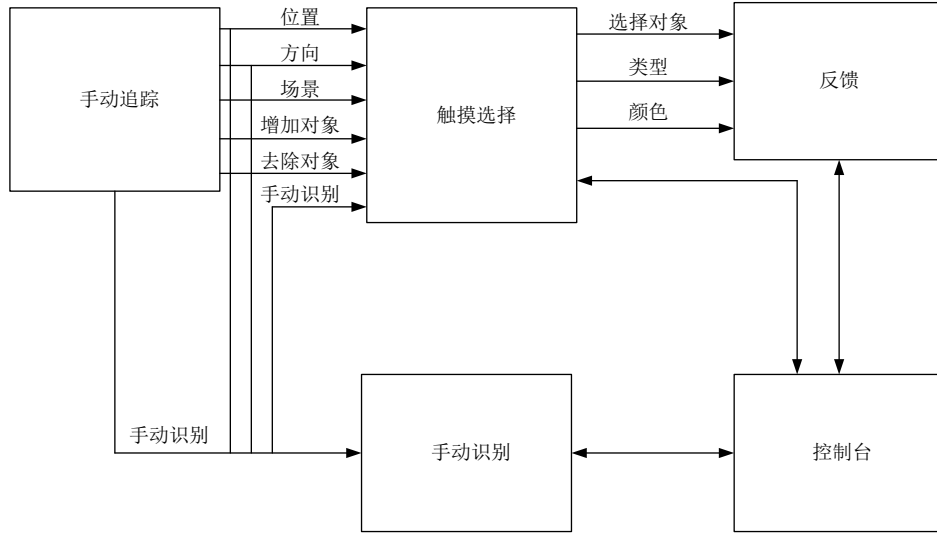 位置
方向
场景
增加对象
去除对象
手动识别
手动追踪
触摸选择
选择对象
类型
颜色
反馈
手动识别
手动识别
控制台